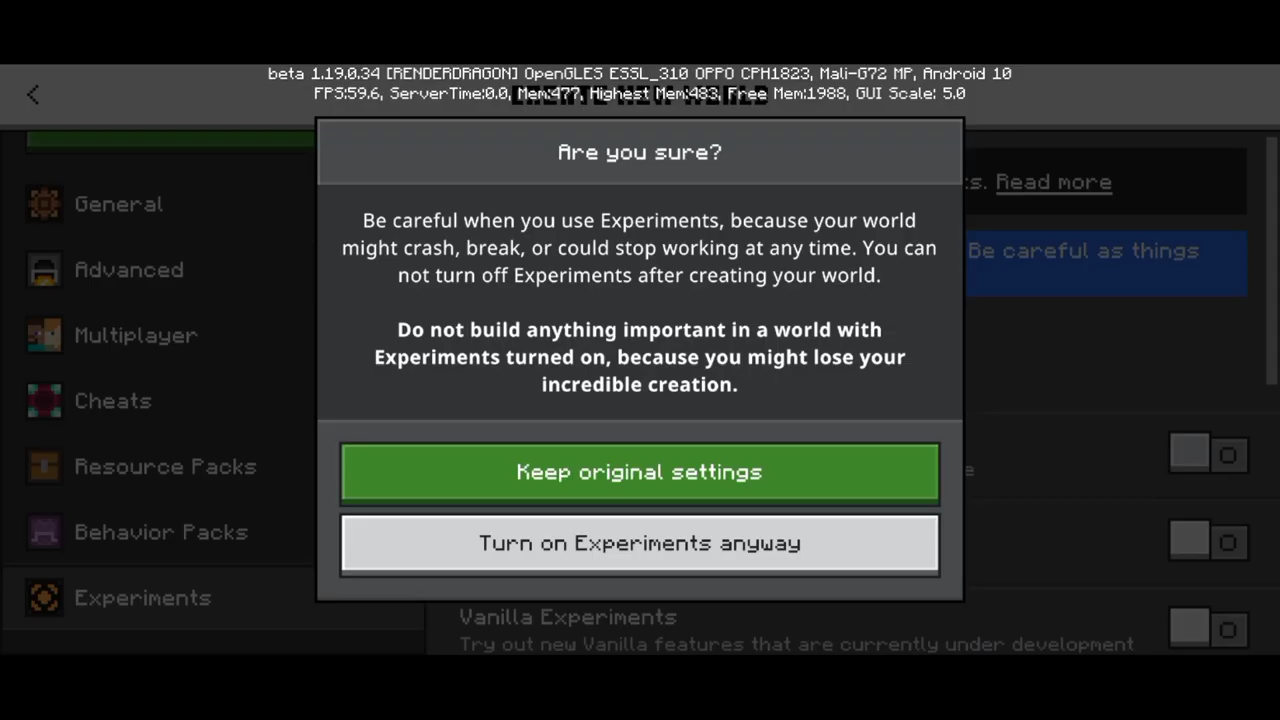 beta 1.19.0.34 [RENDERDRAGON] OpenGLES ESSL_310 OPPO CPH1823, Mali-G72 MP, Android 10
FPS:59.6, ServerTime:0.0, Mem:477, Highest Mem:483, Free Mem:1988, GUI Scale: 5.0
CREATE NEW WORLD
Are you sure?
General
s. Read more
Be careful when you use Experiments, because your world
might crash, break, or could stop working at any time. You can
not turn off Experiments after creating your world.
Be careful as things
Advanced
Do not build anything important in a world with
Experiments turned on, because you might lose your
incredible creation.
Multiplayer
Cheats
Resource Packs
Keep original settings
Behavior Packs
Turn on Experiments anyway
Experiments
Vanilla Experiments
Try out new Vanilla features that are currently under development